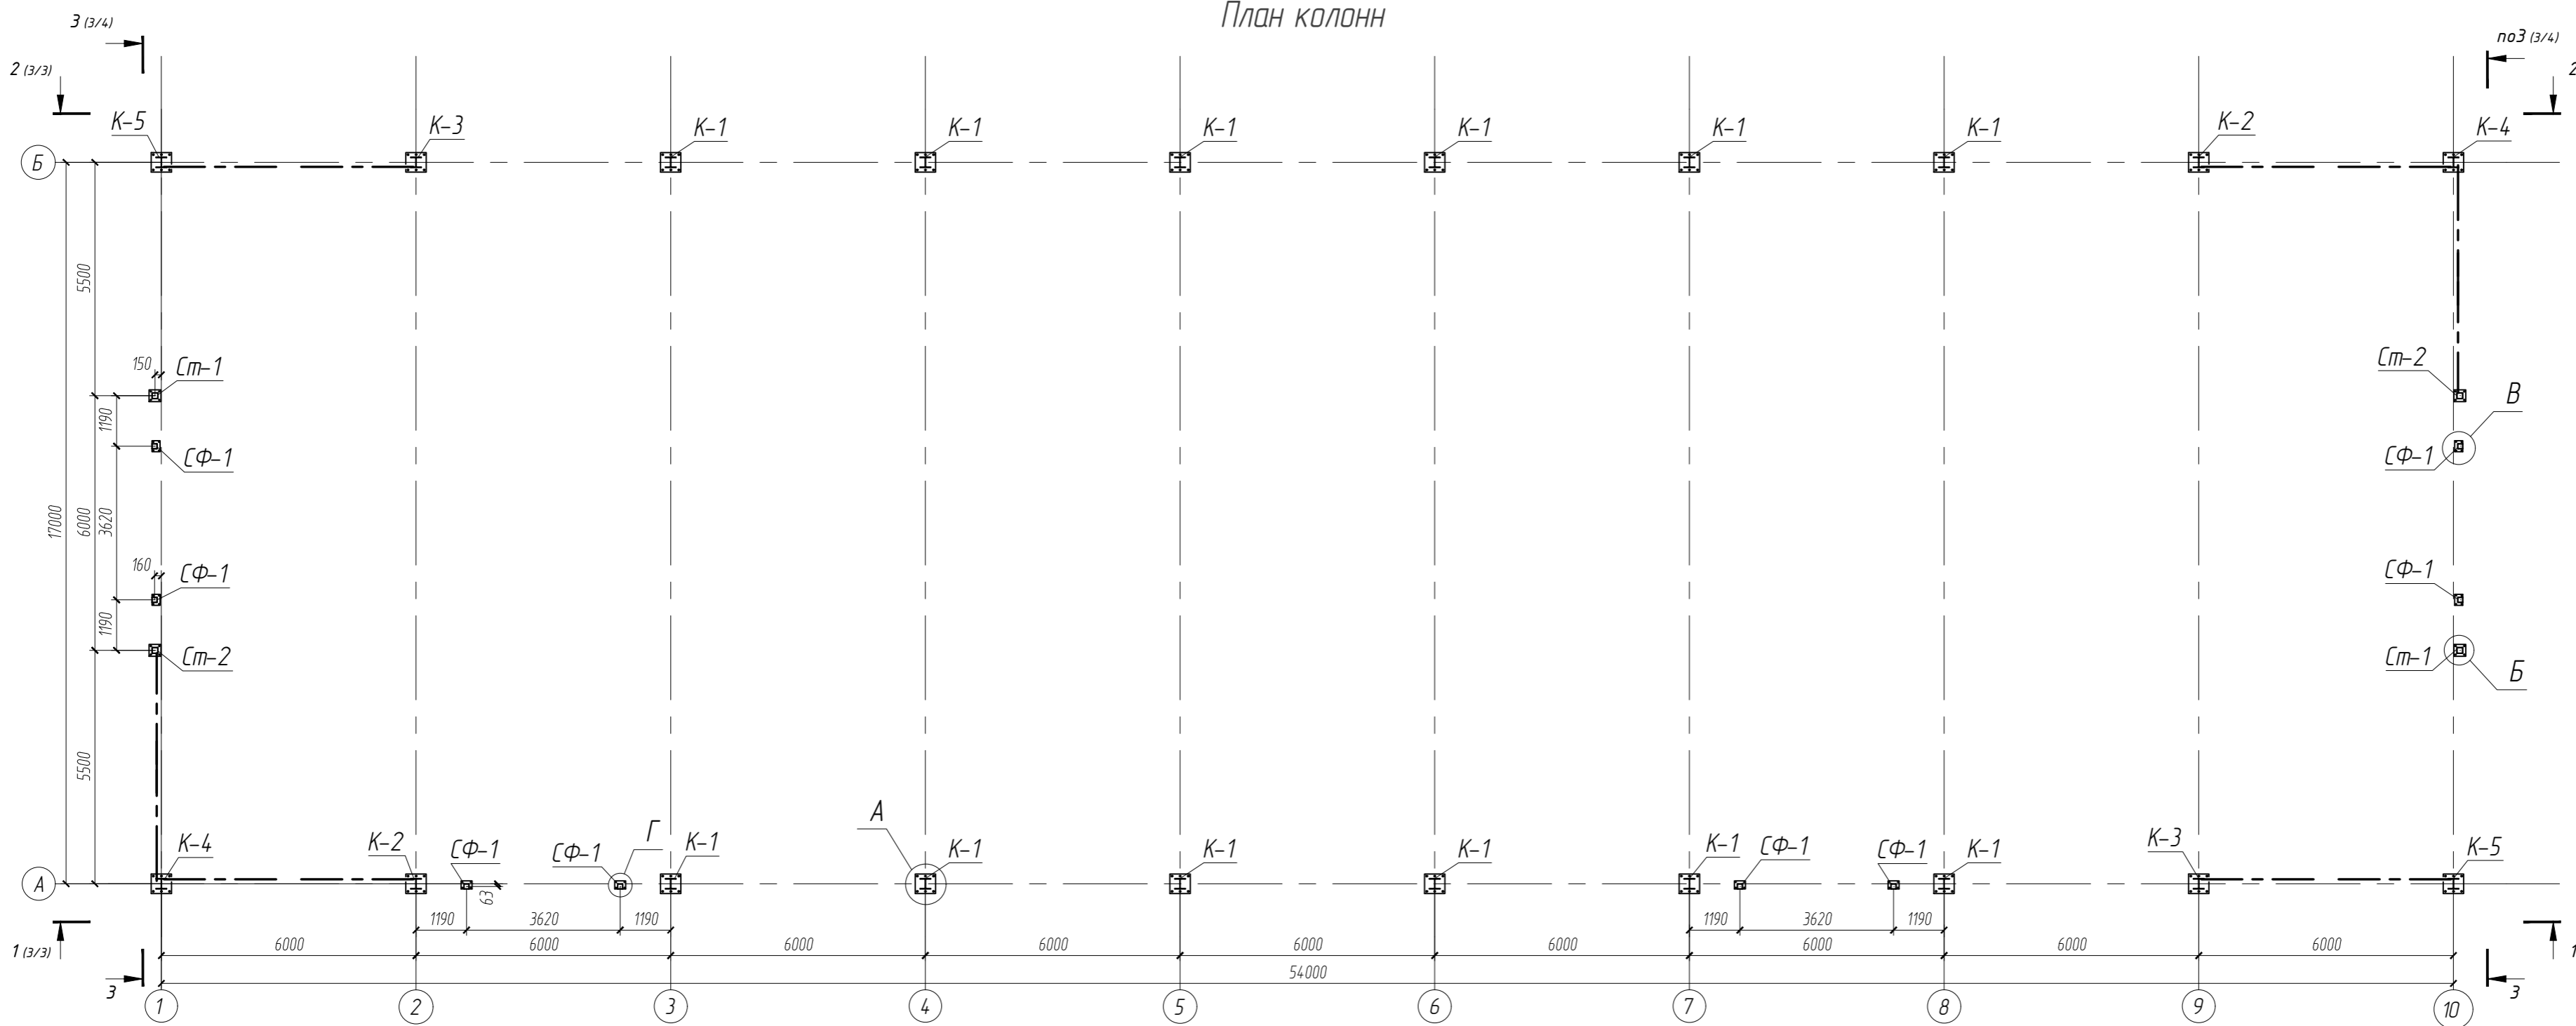 План колонн
3 (3/4)
по3 (3/4)
2 (3/3)
2
К-5
К-3
К-1
К-1
К-1
К-1
К-1
К-1
К-2
К-4
Б
5500
150
Ст-1
Ст-2
В
1190
СФ-1
СФ-1
17000
6000
3620
160
СФ-1
СФ-1
1190
Ст-2
Ст-1
Б
5500
А
Г
К-4
К-2
СФ-1
СФ-1
К-1
К-1
К-1
К-1
К-1
СФ-1
СФ-1
К-1
К-3
К-5
А
63
1190
3620
1190
1190
3620
1190
6000
6000
6000
6000
6000
6000
6000
6000
6000
1 (3/3)
1
54000
3
3
1
2
3
4
5
6
7
8
9
10